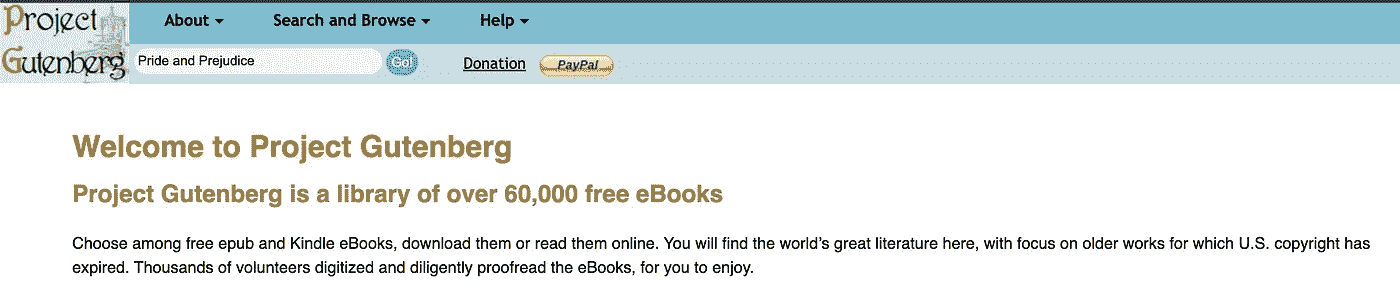 Project
Gutenberg
About
Search and Browse
Help
Pride and Prejudice
Go!
Donation
PayPal
Welcome to Project Gutenberg
Project Gutenberg is a library of over 60,000 free eBooks
Choose among free epub and Kindle eBooks, download them or read them online. You will find the world’s great literature here, with focus on older works for which U.S. copyright has
expired. Thousands of volunteers digitized and diligently proofread the eBooks, for you to enjoy.